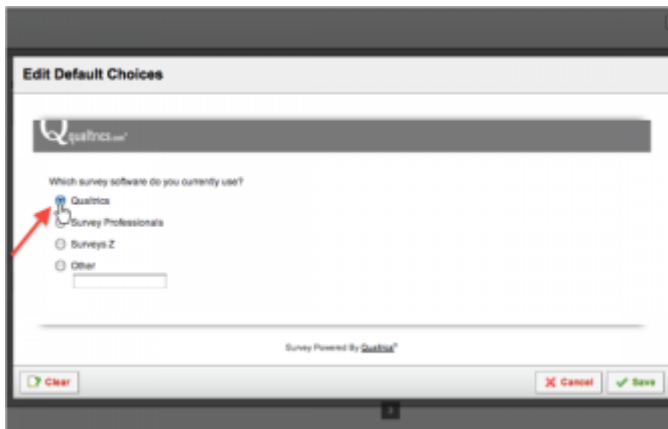 Edit Default Choices
Qualtrics.com
Which survey software do you currently use?
Qualtrics
Survey Professionals
Surveys Z
Other
Survey Powered By Qualtrics
Clear
Cancel
Save